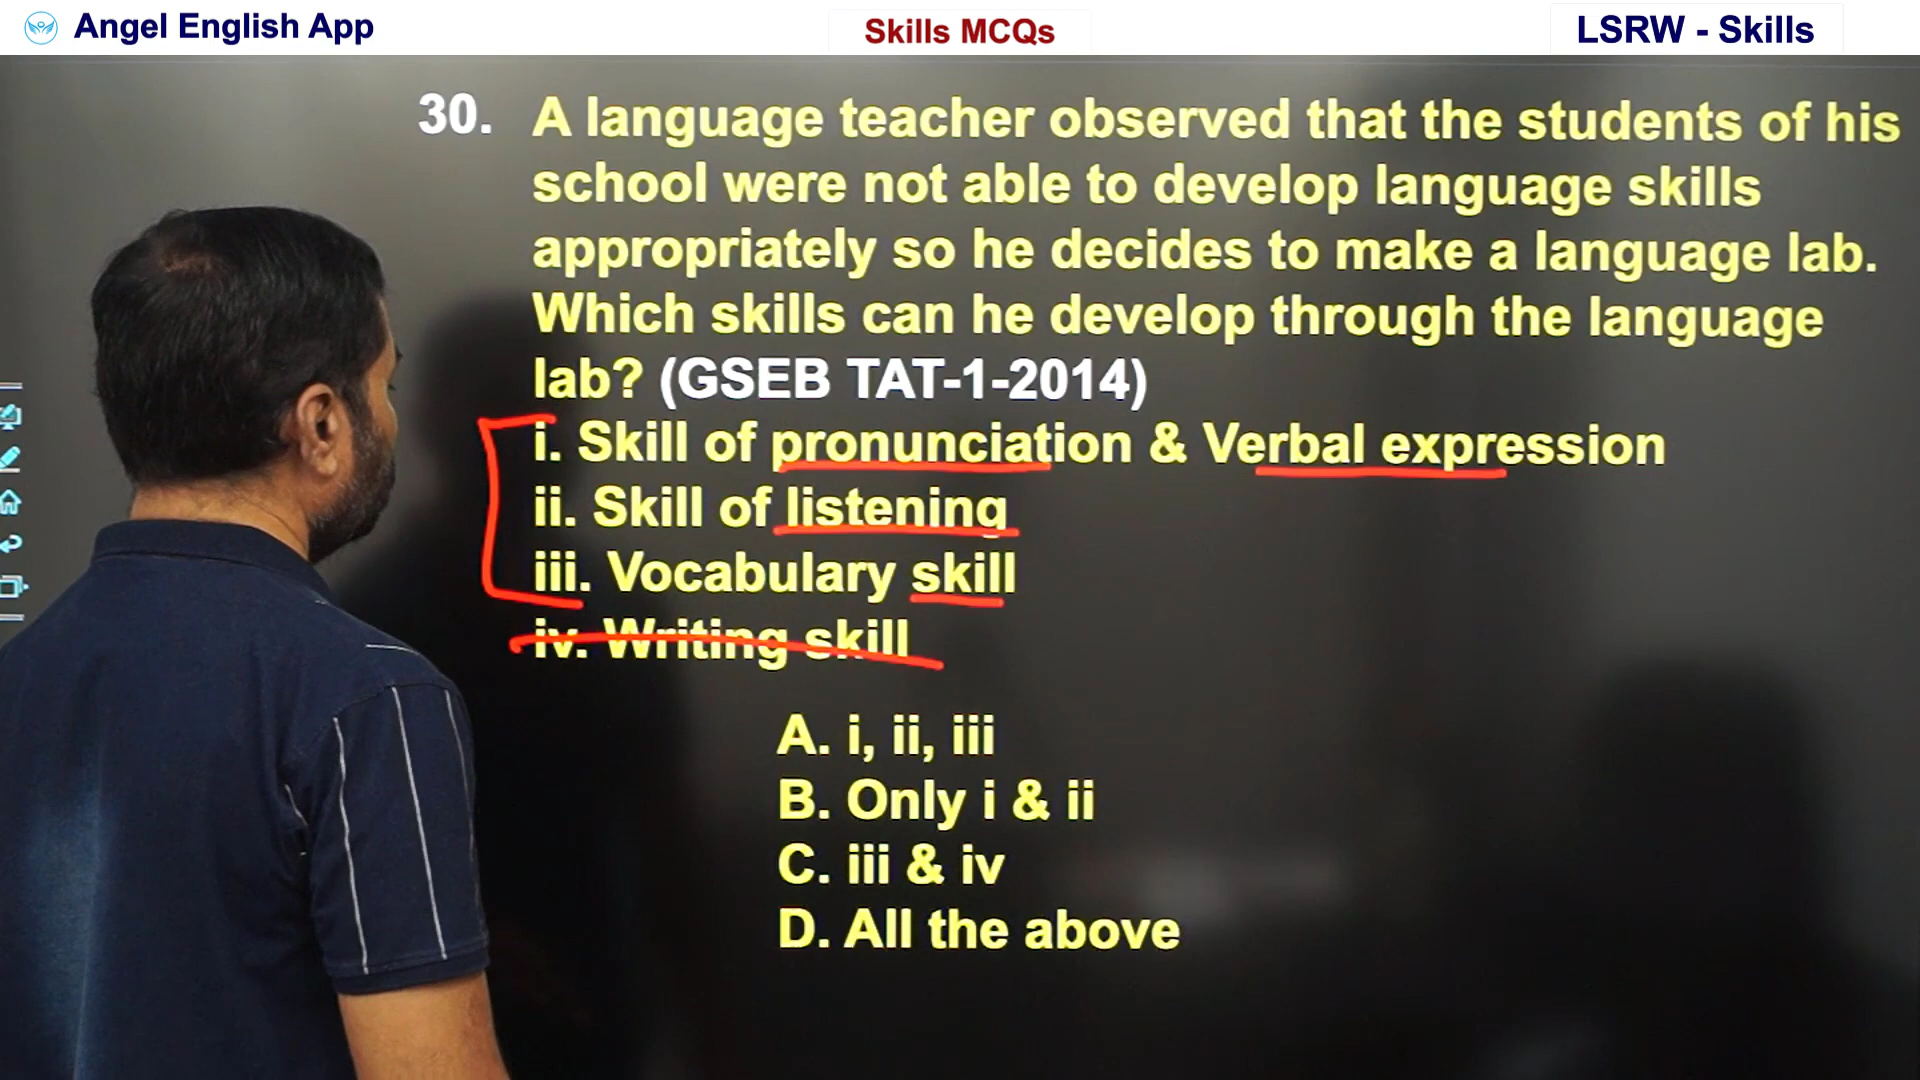 Angel English App
Skills MCQs
LSRW - Skills
30. A language teacher observed that the students of his
school were not able to develop language skills
appropriately so he decides to make a language lab.
Which skills can he develop through the language
lab? (GSEB TAT-1-2014)
i. Skill of pronunciation & Verbal expression
ii. Skill of listening
iii. Vocabulary skill
iv. Writing skill
A. i, ii, iii
B. Only i & ii
C. iii & iv
D. All the above